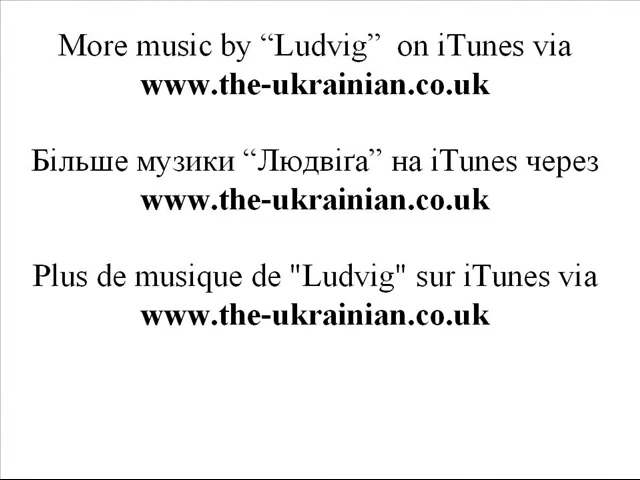 More music by “Ludvig”  on iTunes via
www.the-ukrainian.co.uk
Більше музики “Людвіґа” на iTunes через
www.the-ukrainian.co.uk
Plus de musique de "Ludvig" sur iTunes via
www.the-ukrainian.co.uk